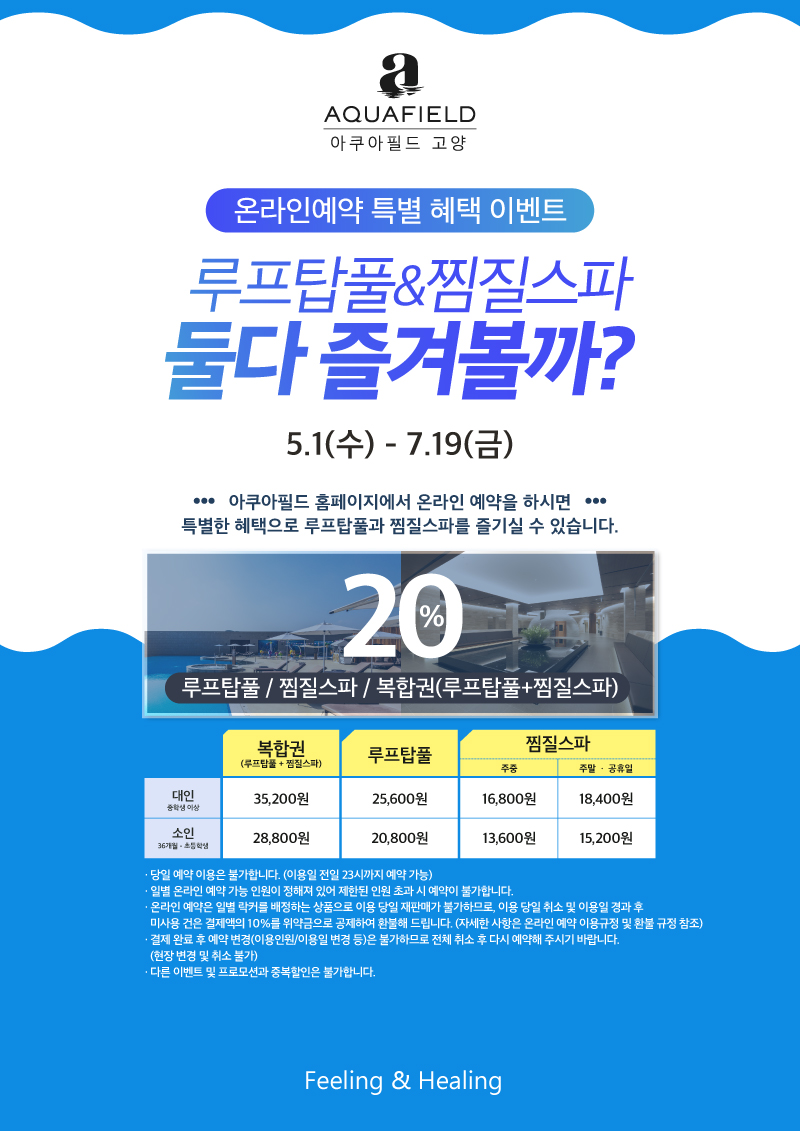 a
AQUAFIELD
아쿠아필드 고양
온라인예약 특별 혜택 이벤트
루프탑풀&찜질스파
둘다 즐겨볼까?
5.1(수) - 7.19(금)
••• 아쿠아필드 홈페이지에서 온라인 예약을 하시면 •••
특별한 혜택으로 루프탑풀과 찜질스파를 즐기실 수 있습니다.
20%
루프탑풀 / 찜질스파 / 복합권(루프탑풀+찜질스파)
복합권 루프탑풀 찜질스파
(루프탑풀 + 찜질스파) 주중 주말 · 공휴일
대인 35,200원 25,600원 16,800원 18,400원
중학생 이상
소인 28,800원 20,800원 13,600원 15,200원
36개월 - 초등학생
· 당일 예약 이용은 불가합니다. (이용일 전일 23시까지 예약 가능)
· 일별 온라인 예약 가능 인원이 정해져 있어 제한된 인원 초과 시 예약이 불가합니다.
· 온라인 예약은 일별 락커를 배정하는 상품으로 이용 당일 재판매가 불가하므로, 이용 당일 취소 및 이용일 경과 후
미사용 건은 결제액의 10%를 위약금으로 공제하여 환불해 드립니다. (자세한 사항은 온라인 예약 이용규정 및 환불 규정 참조)
· 결제 완료 후 예약 변경(이용인원/이용일 변경 등)은 불가하므로 전체 취소 후 다시 예약해 주시기 바랍니다.
(현장 변경 및 취소 불가)
· 다른 이벤트 및 프로모션과 중복할인은 불가합니다.
Feeling & Healing